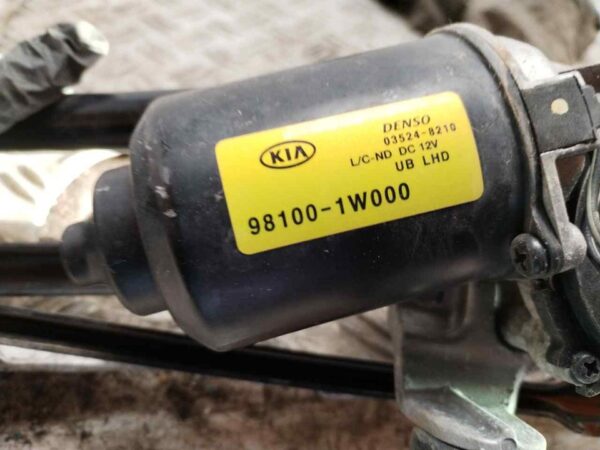 KIA
DENSO
03524-8210
L/C-ND DC 12V
UB LHD
98100-1W000